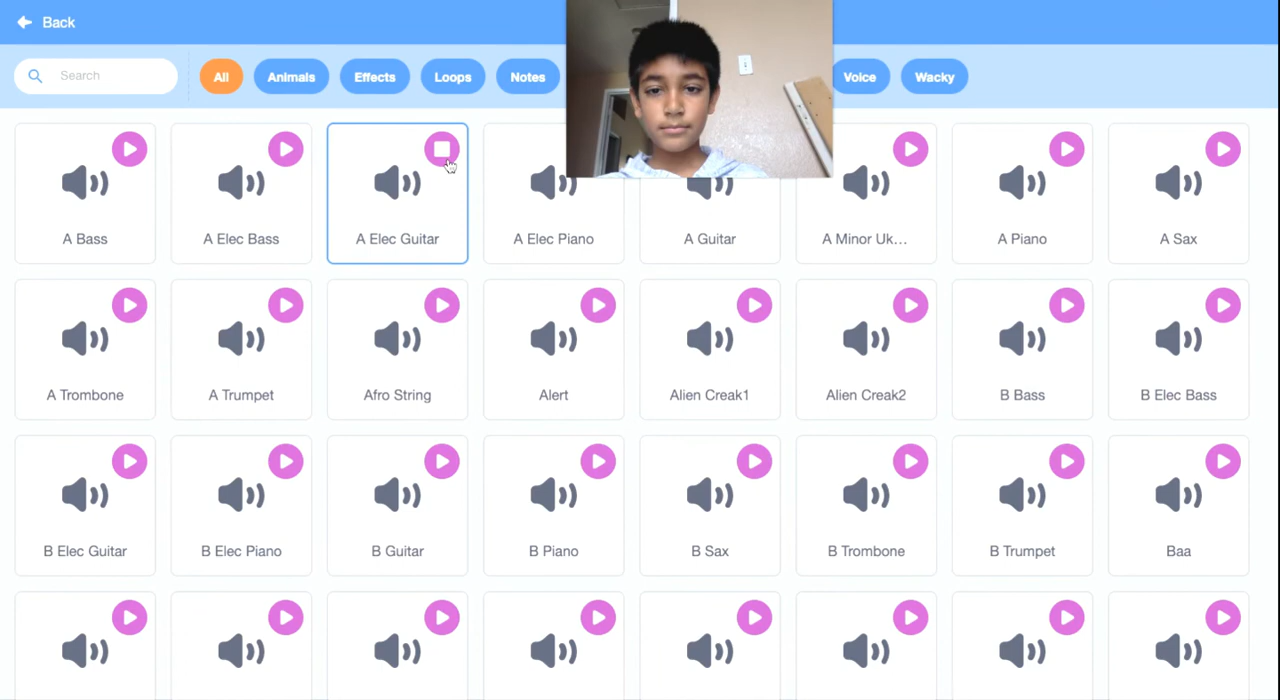 Back
Search
All
Animals
Effects
Loops
Notes
Voice
Wacky
A Bass
A Elec Bass
A Elec Guitar
A Elec Piano
A Guitar
A Minor Uk...
A Piano
A Sax
A Trombone
A Trumpet
Afro String
Alert
Alien Creak1
Alien Creak2
B Bass
B Elec Bass
B Elec Guitar
B Elec Piano
B Guitar
B Piano
B Sax
B Trombone
B Trumpet
Baa